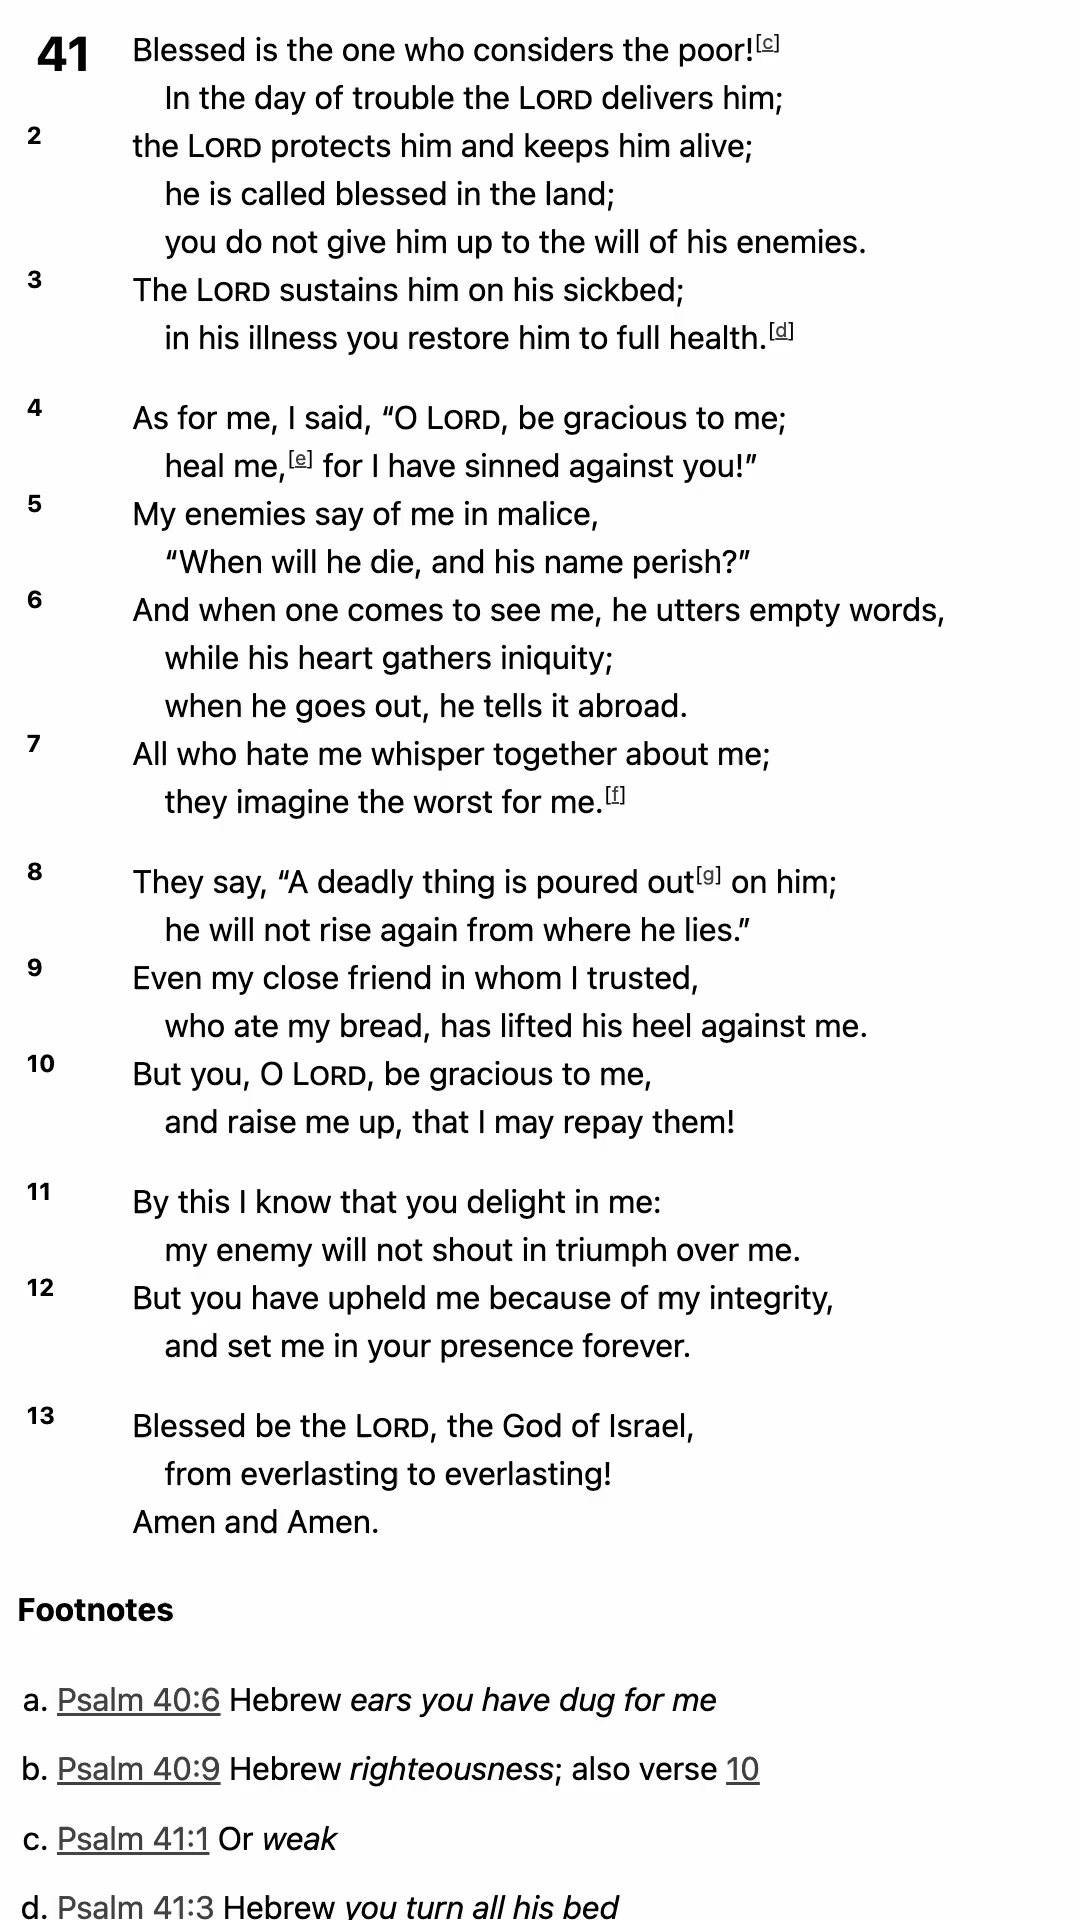 41 Blessed is the one who considers the poor![c]
In the day of trouble the LORD delivers him;
2 the LORD protects him and keeps him alive;
he is called blessed in the land;
you do not give him up to the will of his enemies.
3 The LORD sustains him on his sickbed;
in his illness you restore him to full health.[d]
4 As for me, I said, “O LORD, be gracious to me;
heal me,[e] for I have sinned against you!”
5 My enemies say of me in malice,
“When will he die, and his name perish?”
6 And when one comes to see me, he utters empty words,
while his heart gathers iniquity;
when he goes out, he tells it abroad.
7 All who hate me whisper together about me;
they imagine the worst for me.[f]
8 They say, “A deadly thing is poured out[g] on him;
he will not rise again from where he lies.”
9 Even my close friend in whom I trusted,
who ate my bread, has lifted his heel against me.
10 But you, O LORD, be gracious to me,
and raise me up, that I may repay them!
11 By this I know that you delight in me:
my enemy will not shout in triumph over me.
12 But you have upheld me because of my integrity,
and set me in your presence forever.
13 Blessed be the LORD, the God of Israel,
from everlasting to everlasting!
Amen and Amen.
Footnotes
a. Psalm 40:6 Hebrew ears you have dug for me
b. Psalm 40:9 Hebrew righteousness; also verse 10
c. Psalm 41:1 Or weak
d. Psalm 41:3 Hebrew you turn all his bed